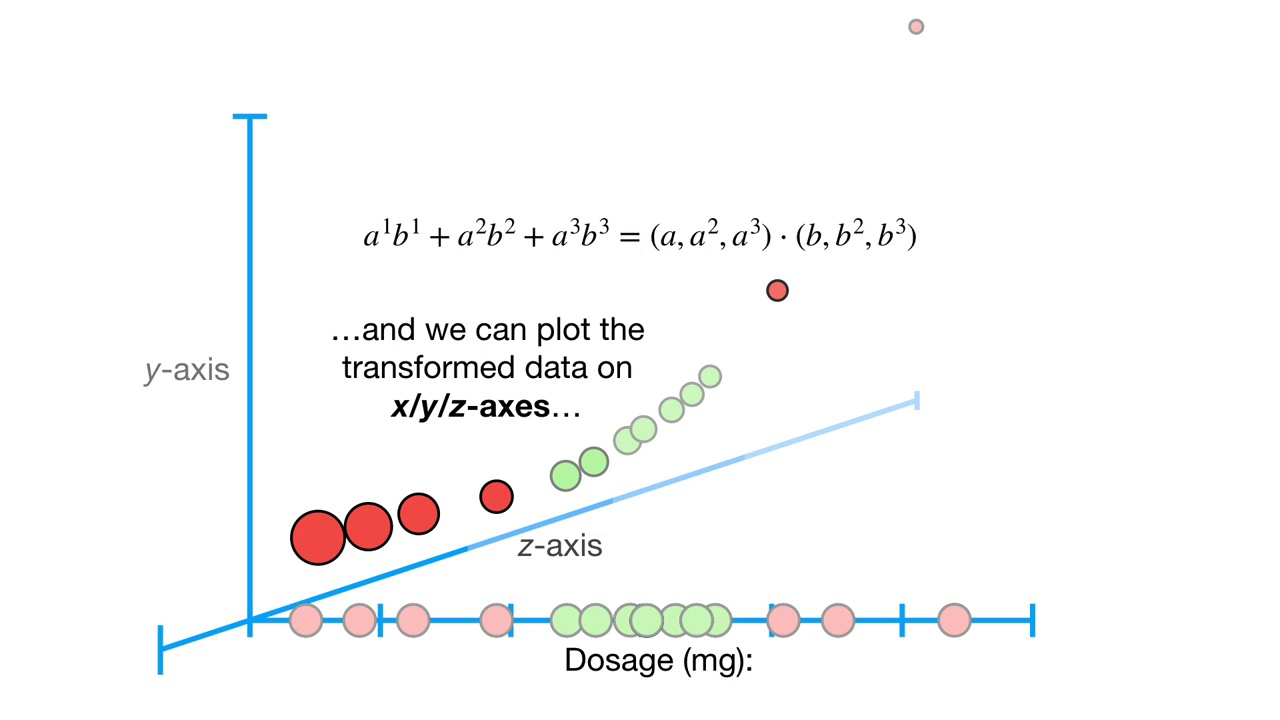 a¹b¹ + a²b² + a³b³ = (a, a², a³) · (b, b², b³)
…and we can plot the
transformed data on
x/y/z-axes…
y-axis
z-axis
Dosage (mg):